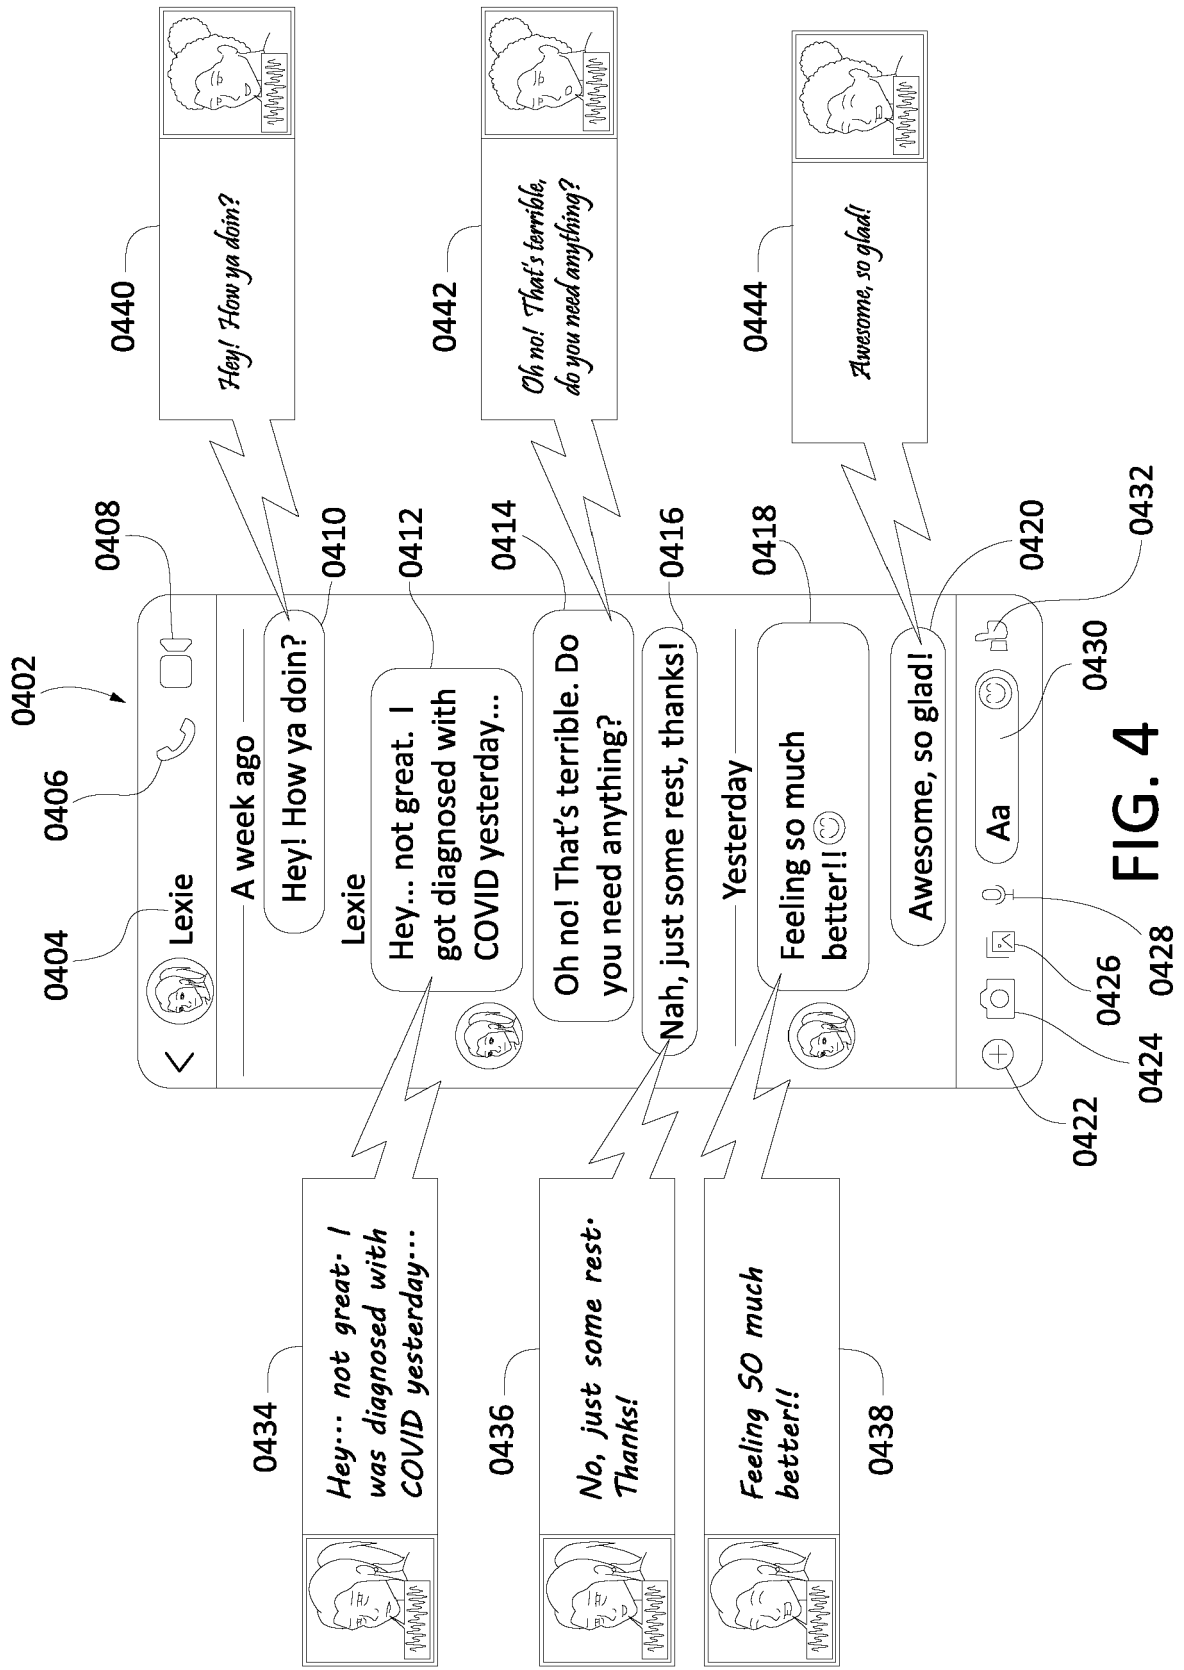 0402
0404
0406
0408
Lexie
A week ago
Hey! How ya doin?
0410
0440
Hey! How ya doin?
Lexie
Hey... not great. I
got diagnosed with
COVID yesterday...
0412
0434
Hey... not great. I
was diagnosed with
COVID yesterday...
Oh no! That's terrible. Do
you need anything?
0414
0442
Oh no! That's terrible,
do you need anything?
Nah, just some rest, thanks!
0416
0436
No, just some rest.
Thanks!
Yesterday
Feeling so much
better!!
0418
0438
Feeling SO much
better!!
Awesome, so glad!
0420
0444
Awesome, so glad!
Aa
0422
0424
0426
0428
0430
0432
FIG. 4